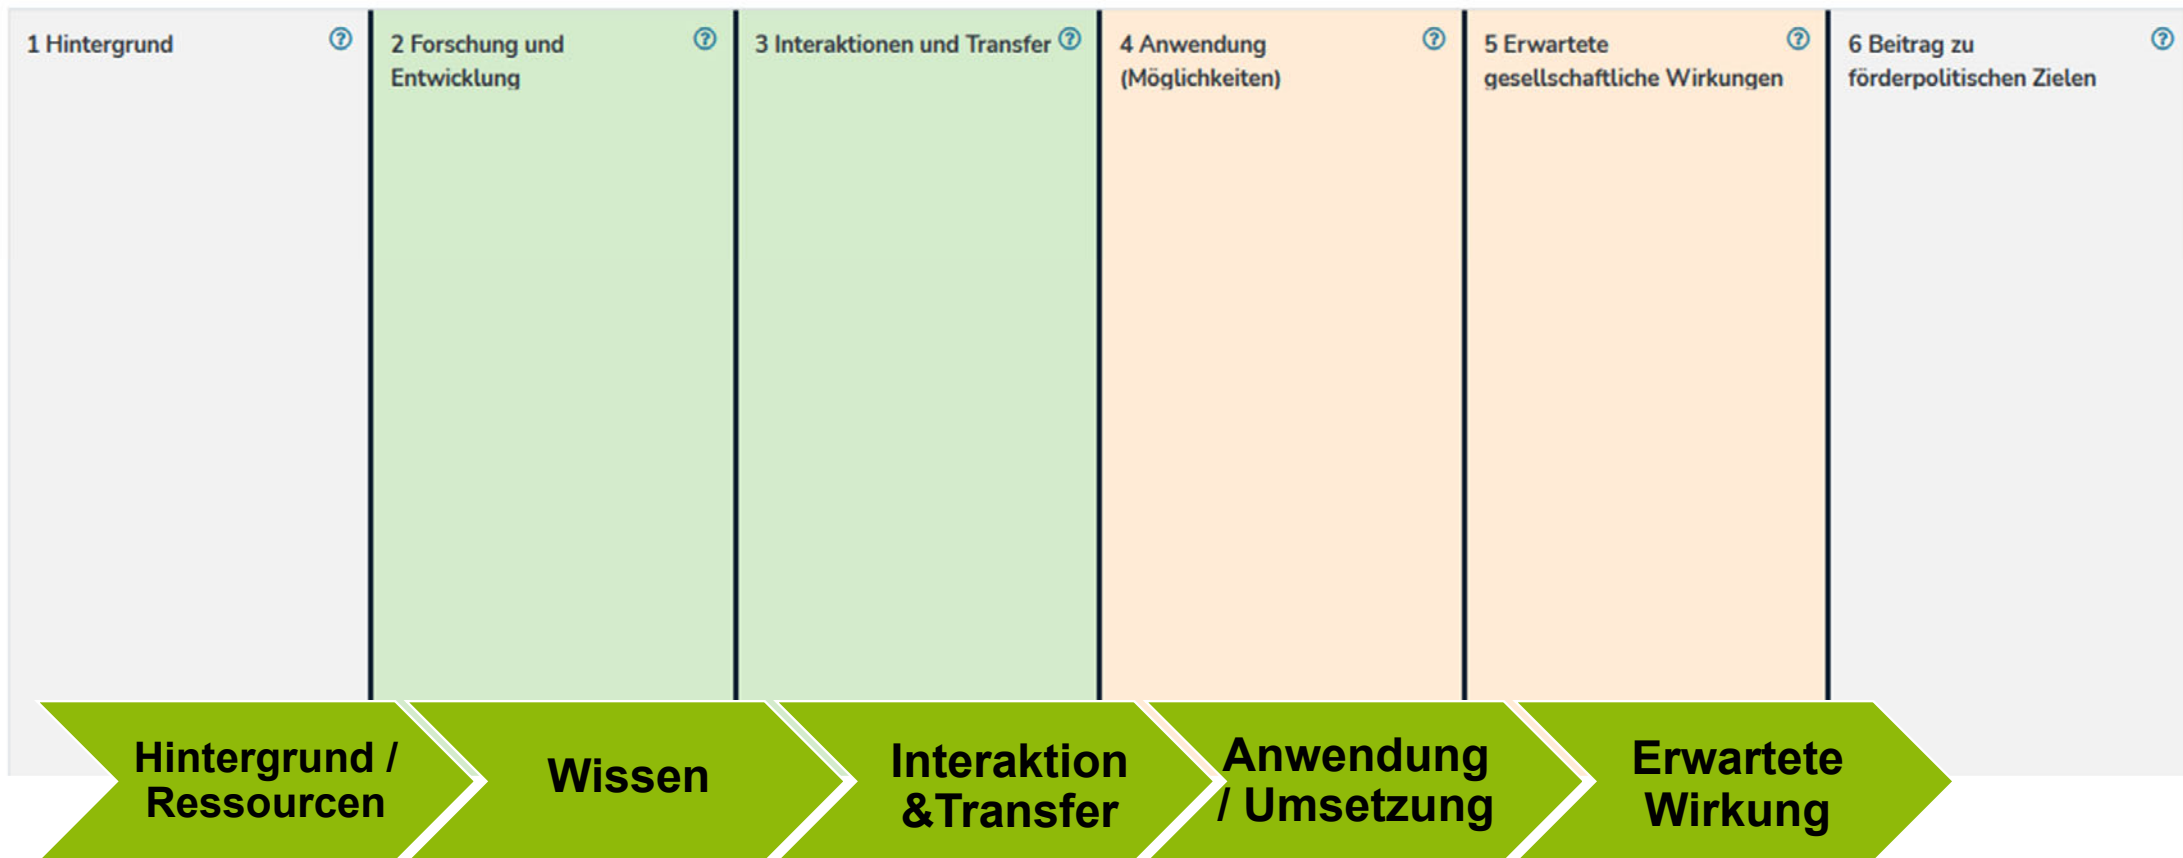 1 Hintergrund
2 Forschung und
Entwicklung
3 Interaktionen und Transfer
4 Anwendung
(Möglichkeiten)
5 Erwartete
gesellschaftliche Wirkungen
6 Beitrag zu
förderpolitischen Zielen
Hintergrund /
Ressourcen
Wissen
Interaktion
&Transfer
Anwendung
/ Umsetzung
Erwartete
Wirkung